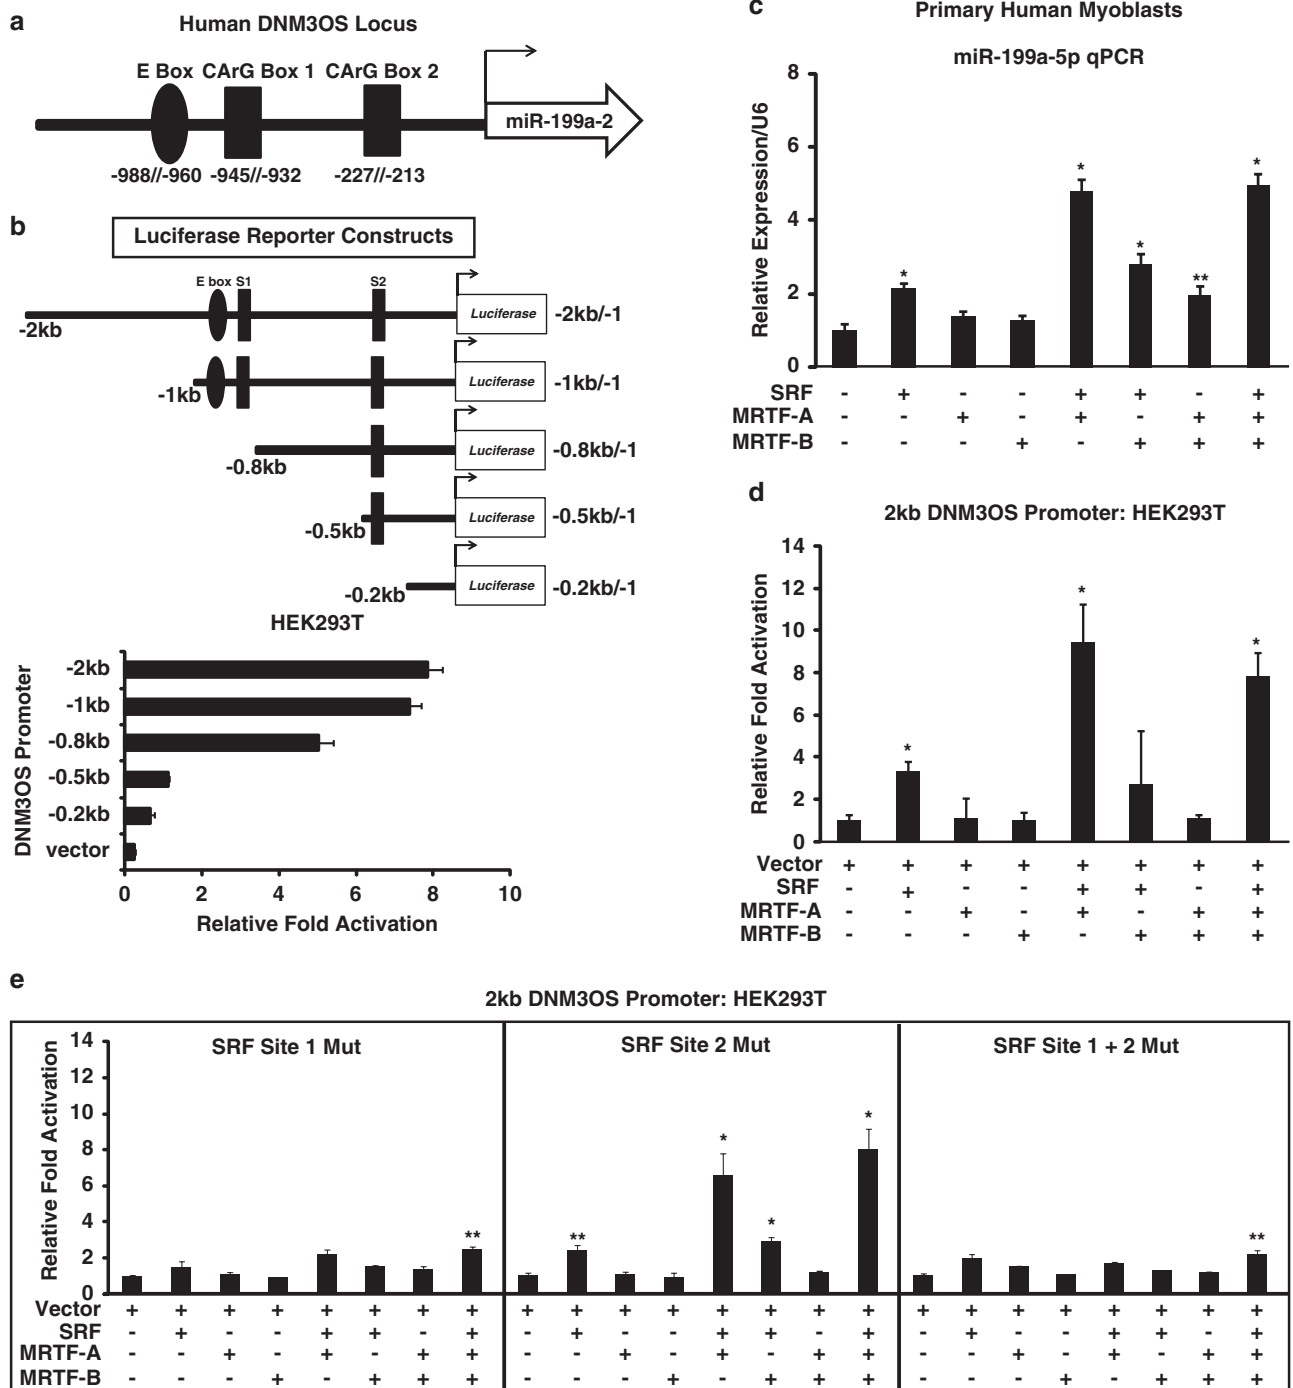 a
Human DNM3OS Locus
E Box CArG Box 1 CArG Box 2
miR-199a-2
-988//-960 -945//-932 -227//-213
b
Luciferase Reporter Constructs
E box S1 S2
-2kb Luciferase -2kb/-1
-1kb Luciferase -1kb/-1
-0.8kb Luciferase -0.8kb/-1
-0.5kb Luciferase -0.5kb/-1
-0.2kb Luciferase -0.2kb/-1
HEK293T
DNM3OS Promoter
-2kb
-1kb
-0.8kb
-0.5kb
-0.2kb
vector
0 2 4 6 8 10
Relative Fold Activation
c
Primary Human Myoblasts
miR-199a-5p qPCR
Relative Expression/U6
8
6
4
2
0
* * * ** *
SRF - + - - + + - +
MRTF-A - - + - + - + +
MRTF-B - - - + - + + +
d
2kb DNM3OS Promoter: HEK293T
Relative Fold Activation
14
12
10
8
6
4
2
0
* * *
Vector + + + + + + + +
SRF - + - - + + - +
MRTF-A - - + - + - + +
MRTF-B - - - + - + + +
e
2kb DNM3OS Promoter: HEK293T
Relative Fold Activation
14
12
10
8
6
4
2
0
SRF Site 1 Mut SRF Site 2 Mut SRF Site 1 + 2 Mut
** ** * * * **
Vector + + + + + + + + + + + + + + + + + + + + + + + +
SRF - + - - + + - + - + - - + + - + - + - - + + - +
MRTF-A - - + - + - + + - - + - + - + + - - + - + - + +
MRTF-B - - - + - + + + - - - + - + + + - - - + - + + +